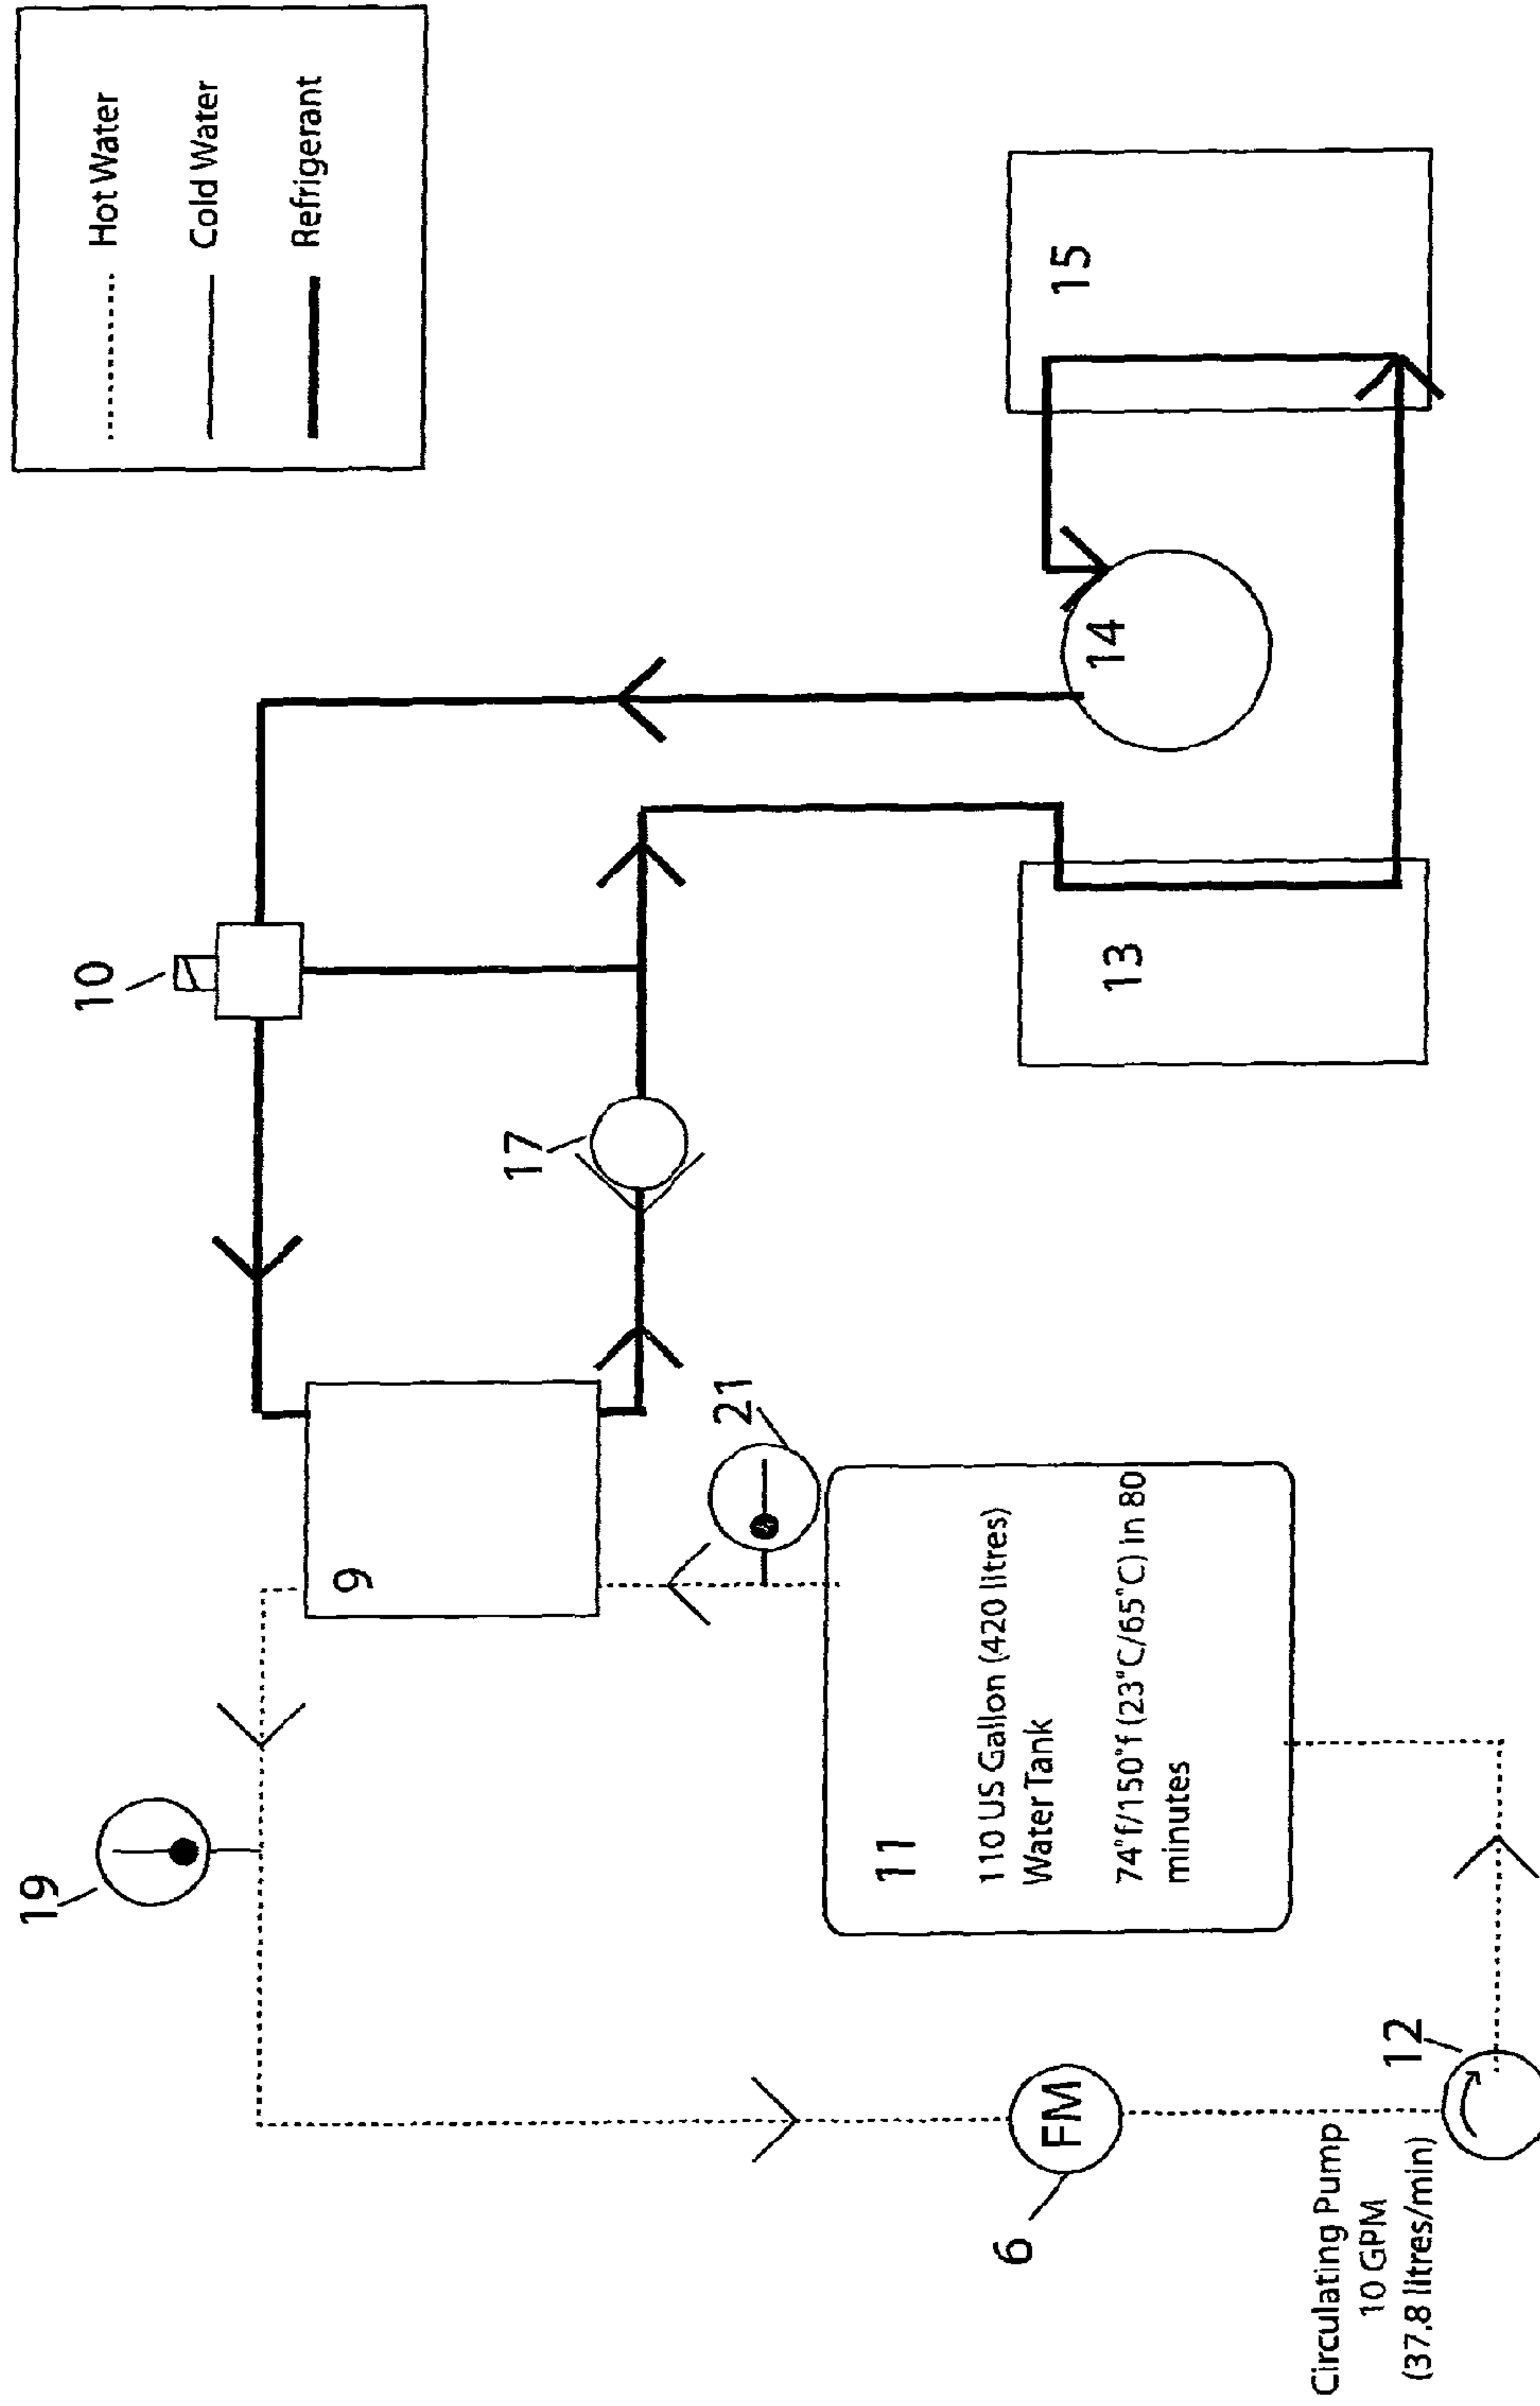 Hot Water
Cold Water
Refrigerant
19
10
9
17
21
14
15
13
11
110 US Gallon (420 litres)
Water Tank
74°f/150°f (23°C/65°C) in 80
minutes
6
FM
12
Circulating Pump
10 GPM
(37.8 litres/min)